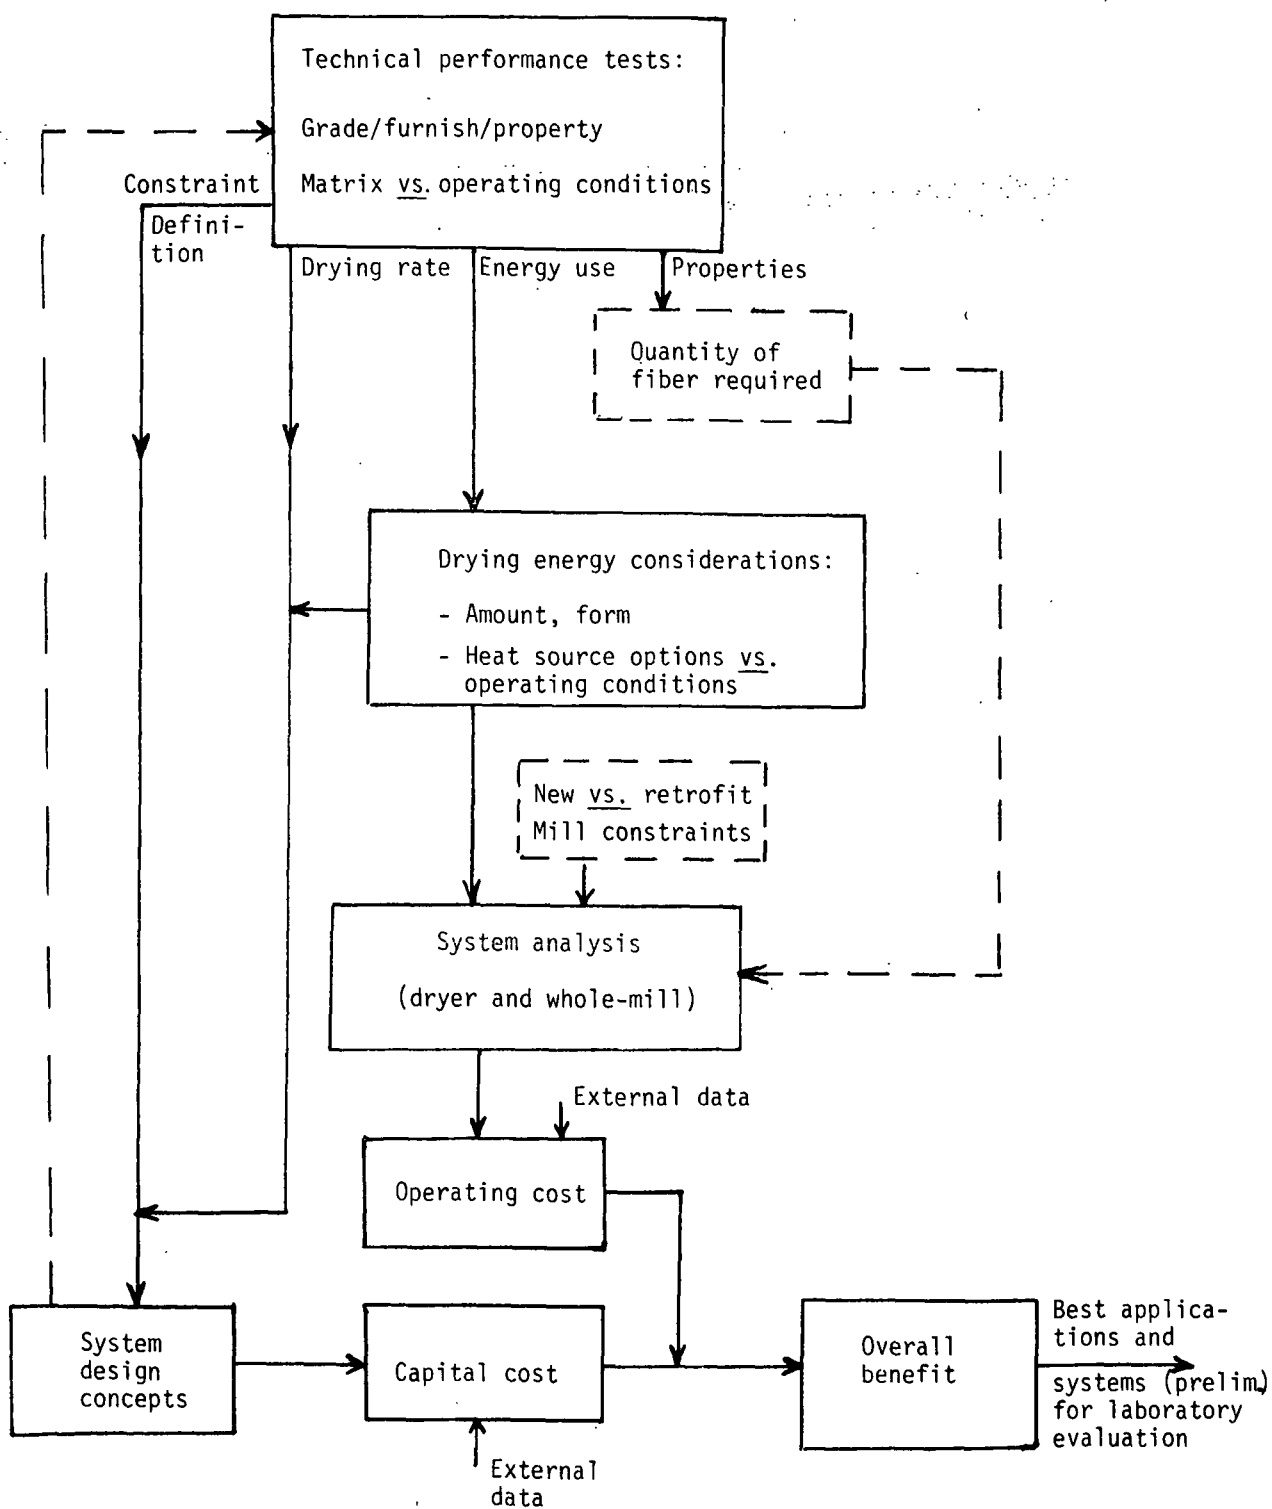 Technical performance tests:
Grade/furnish/property
Matrix vs. operating conditions
Constraint
Defini-
tion
Drying rate
Energy use
Properties
Quantity of
fiber required
Drying energy considerations:
- Amount, form
- Heat source options vs.
operating conditions
New vs. retrofit
Mill constraints
System analysis
(dryer and whole-mill)
External data
Operating cost
System
design
concepts
Capital cost
External
data
Overall
benefit
Best applica-
tions and
systems (prelim.)
for laboratory
evaluation